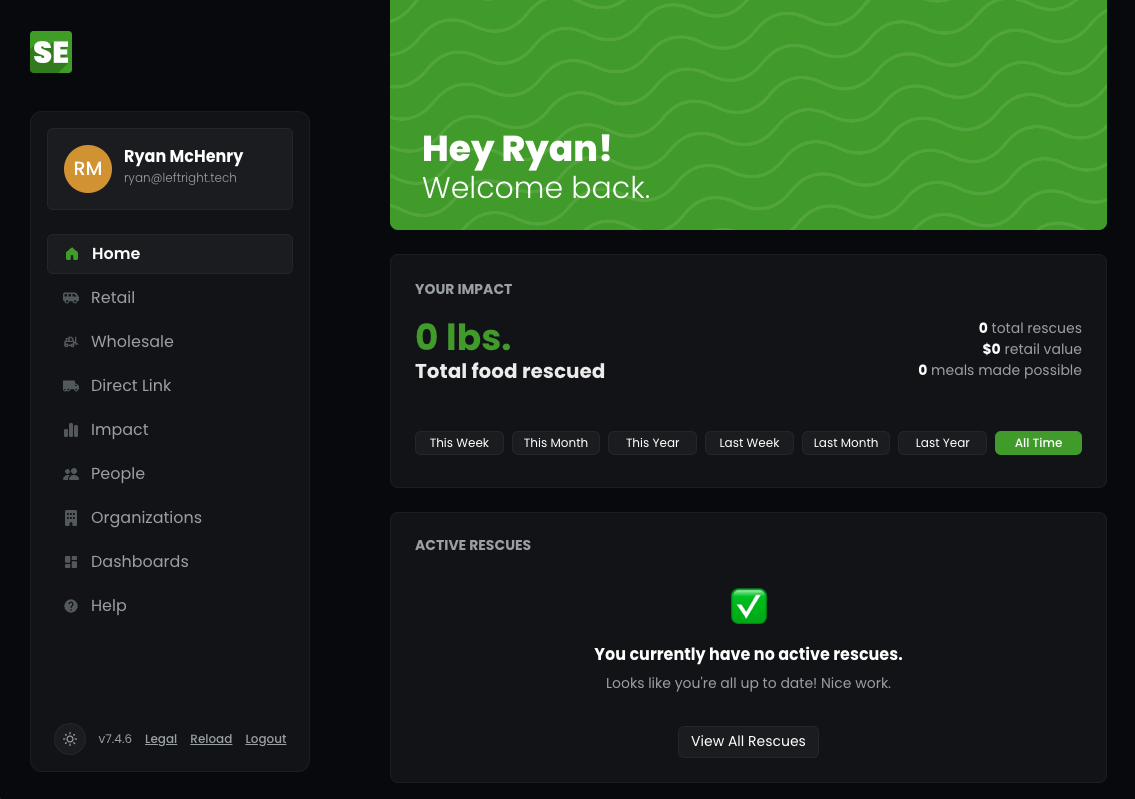 SE
RM
Ryan McHenry
ryan@leftright.tech
Home
Retail
Wholesale
Direct Link
Impact
People
Organizations
Dashboards
Help
v7.4.6 Legal Reload Logout
Hey Ryan!
Welcome back.
YOUR IMPACT
0 lbs.
Total food rescued
0 total rescues
$0 retail value
0 meals made possible
This Week This Month This Year Last Week Last Month Last Year All Time
ACTIVE RESCUES
You currently have no active rescues.
Looks like you're all up to date! Nice work.
View All Rescues